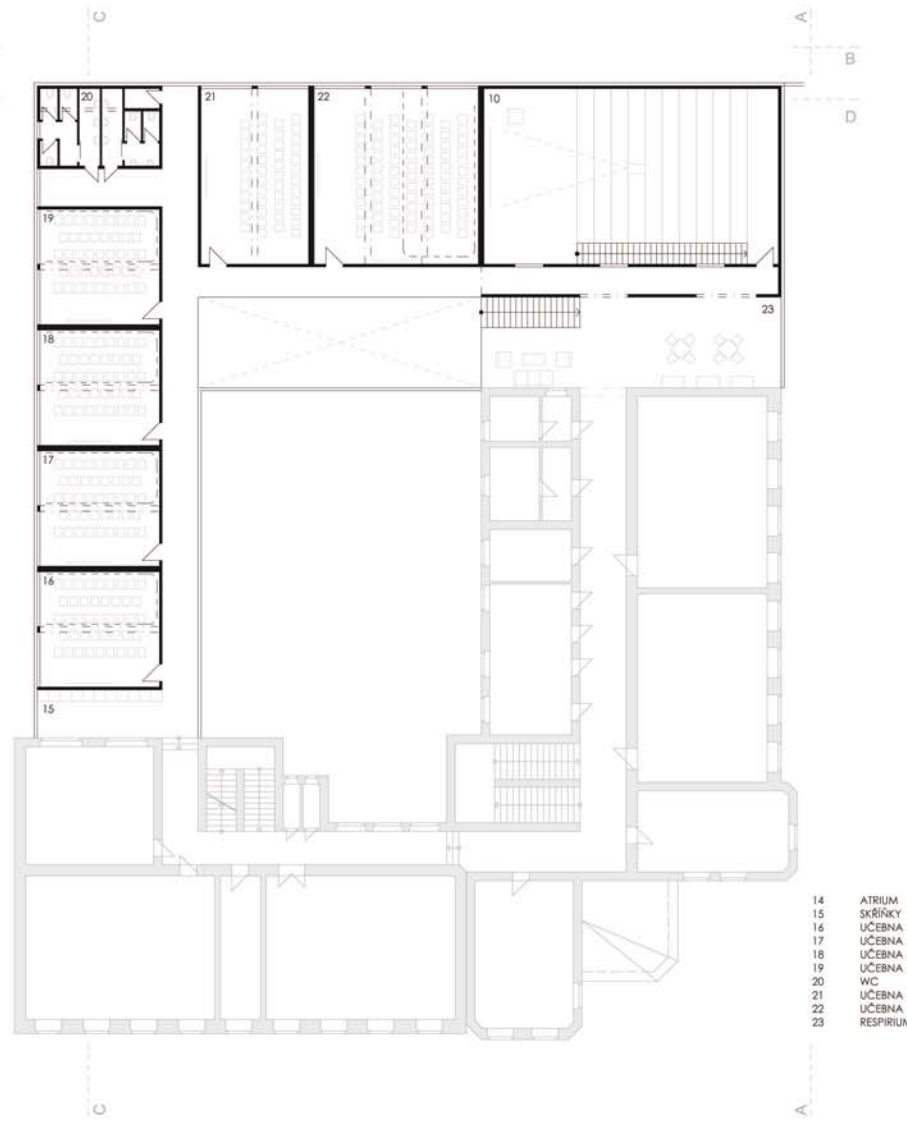 C
A
B
D
20
21
22
10
19
23
18
17
16
15
14 ATRIUM
15 SKŘÍŇKY
16 UČEBNA
17 UČEBNA
18 UČEBNA
19 UČEBNA
20 WC
21 UČEBNA
22 UČEBNA
23 RESPIRIUM
C
A